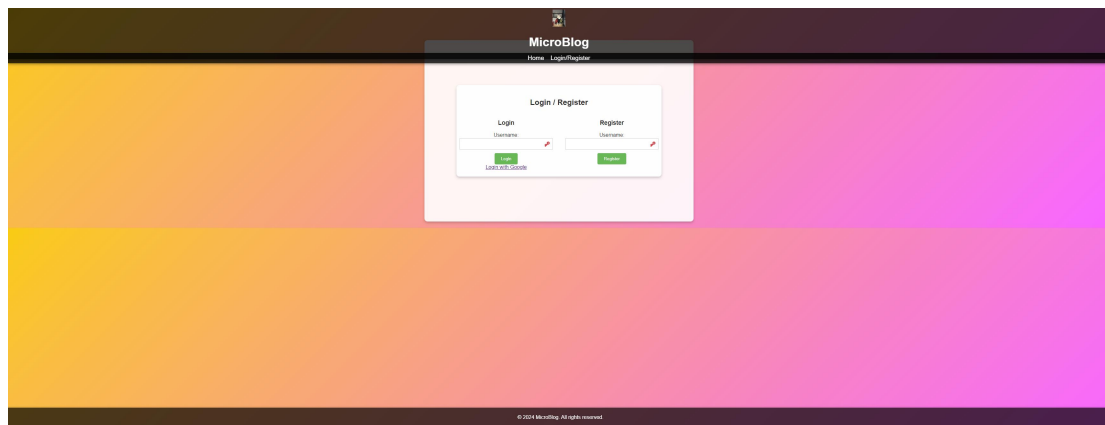 MicroBlog
Home Login/Register
Login / Register
Login
Register
Username:
Username:
Login
Register
Login with Google
© 2024 MicroBlog. All rights reserved.